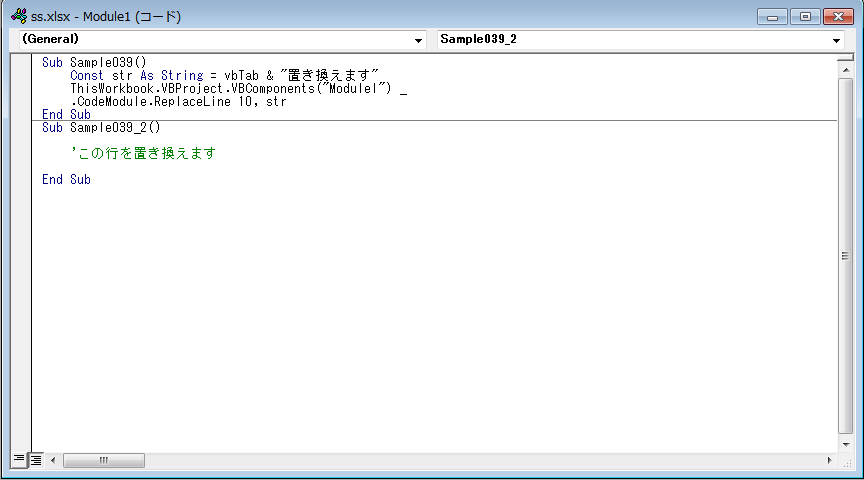 ss.xlsx - Module1 (コード)
(General)
Sample039_2
Sub Sample039()
Const str As String = vbTab & "置き換えます"
ThisWorkbook.VBProject.VBComponents("Modulel") _
.CodeModule.ReplaceLine 10, str
End Sub
Sub Sample039_2()
'この行を置き換えます
End Sub